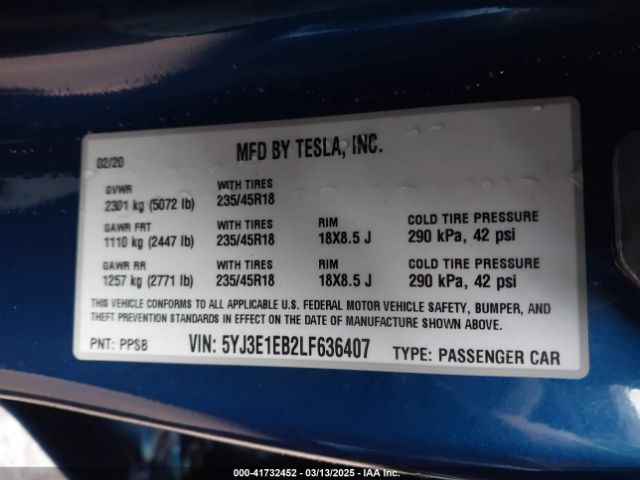 MFD BY TESLA, INC.
02/20
GVWR WITH TIRES
2301 kg (5072 lb) 235/45R18
GAWR FRT WITH TIRES RIM COLD TIRE PRESSURE
1110 kg (2447 lb) 235/45R18 18X8.5 J 290 kPa, 42 psi
GAWR RR WITH TIRES RIM COLD TIRE PRESSURE
1257 kg (2771 lb) 235/45R18 18X8.5 J 290 kPa, 42 psi
THIS VEHICLE CONFORMS TO ALL APPLICABLE U.S. FEDERAL MOTOR VEHICLE SAFETY, BUMPER, AND
THEFT PREVENTION STANDARDS IN EFFECT ON THE DATE OF MANUFACTURE SHOWN ABOVE.
PNT: PPSB VIN: 5YJ3E1EB2LF636407 TYPE: PASSENGER CAR
000-41732452 - 03/13/2025 - IAA Inc.